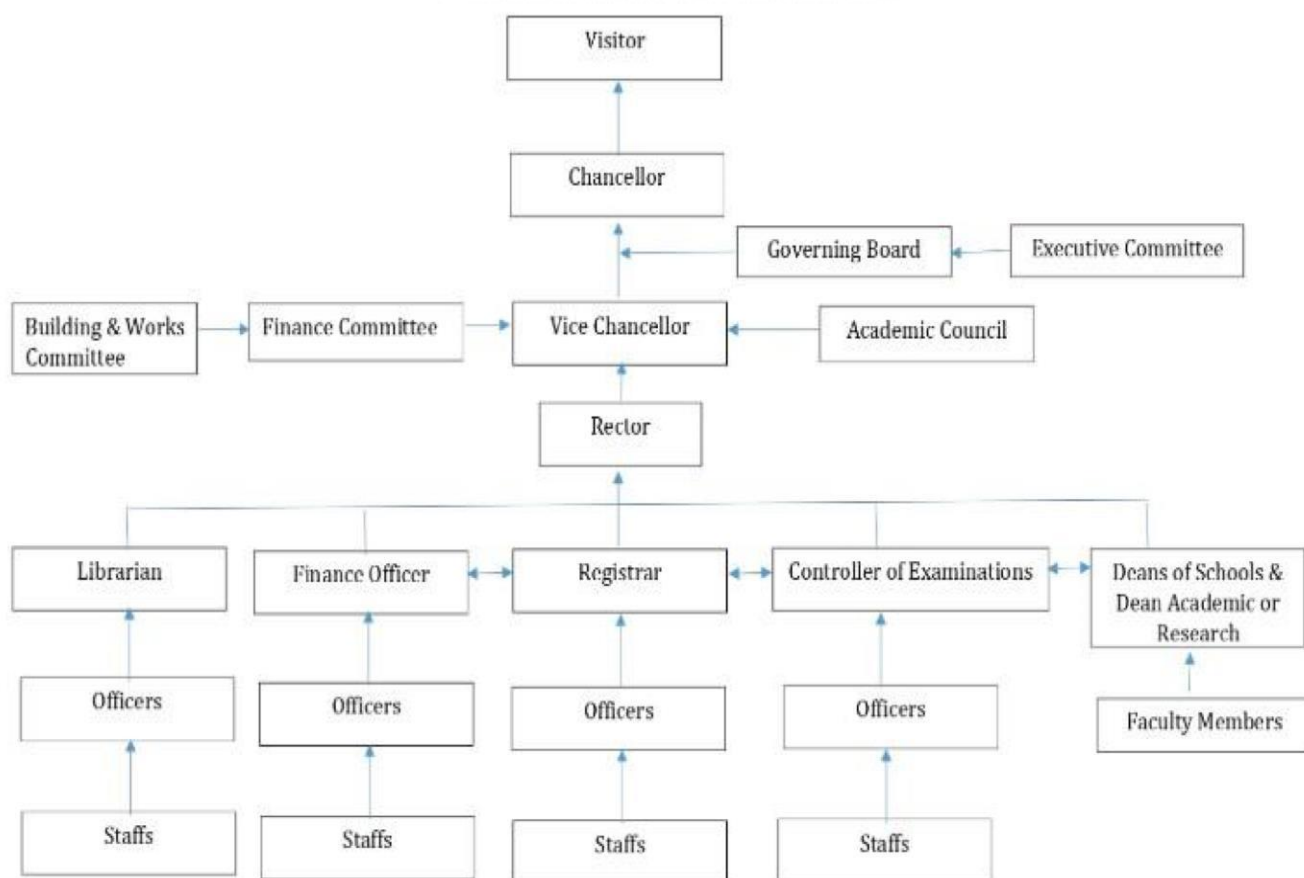 Visitor
Chancellor
Governing Board
Executive Committee
Building & Works
Committee
Finance Committee
Vice Chancellor
Academic Council
Rector
Librarian
Finance Officer
Registrar
Controller of Examinations
Deans of Schools &
Dean Academic or
Research
Officers
Officers
Officers
Officers
Faculty Members
Staffs
Staffs
Staffs
Staffs